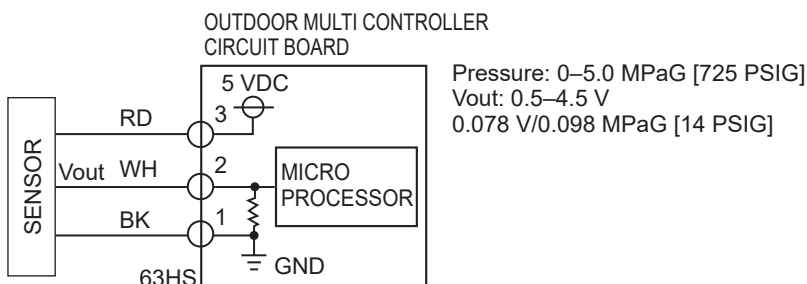 OUTDOOR MULTI CONTROLLER
CIRCUIT BOARD
Pressure: 0–5.0 MPaG [725 PSIG]
Vout: 0.5–4.5 V
0.078 V/0.098 MPaG [14 PSIG]
5 VDC
SENSOR
RD
3
Vout WH
2
MICRO
PROCESSOR
BK
1
GND
63HS